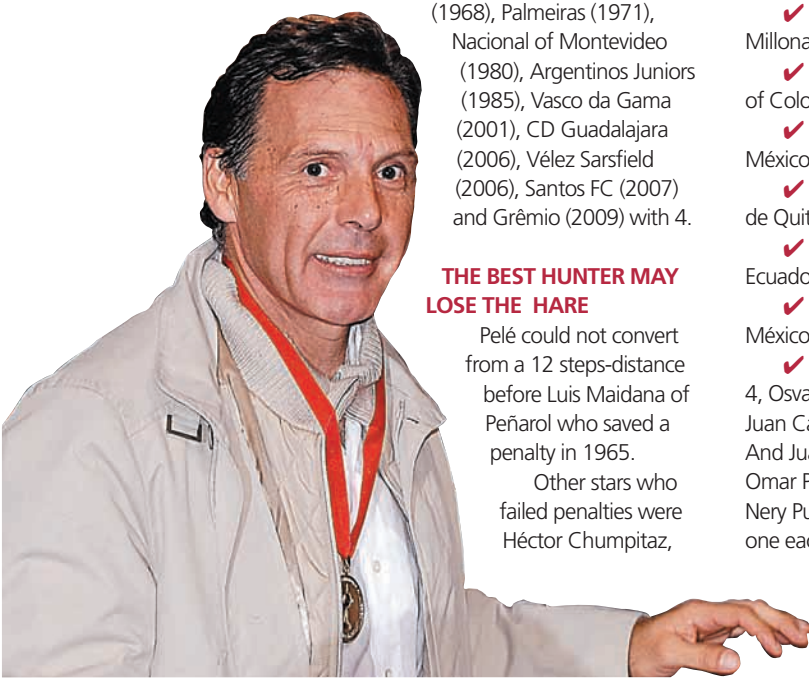 (1968), Palmeiras (1971),
Nacional of Montevideo
(1980), Argentinos Juniors
(1985), Vasco da Gama
(2001), CD Guadalajara
(2006), Vélez Sarsfield
(2006), Santos FC (2007)
and Grêmio (2009) with 4.
THE BEST HUNTER MAY
LOSE THE HARE
Pelé could not convert
from a 12 steps-distance
before Luis Maidana of
Peñarol who saved a
penalty in 1965.
Other stars who
failed penalties were
Héctor Chumpitaz,
✔
Millona
✔
of Colo
✔
México
✔
de Quit
✔
Ecuado
✔
México
✔
4, Osva
Juan Ca
And Jua
Omar P
Nery Pu
one eac